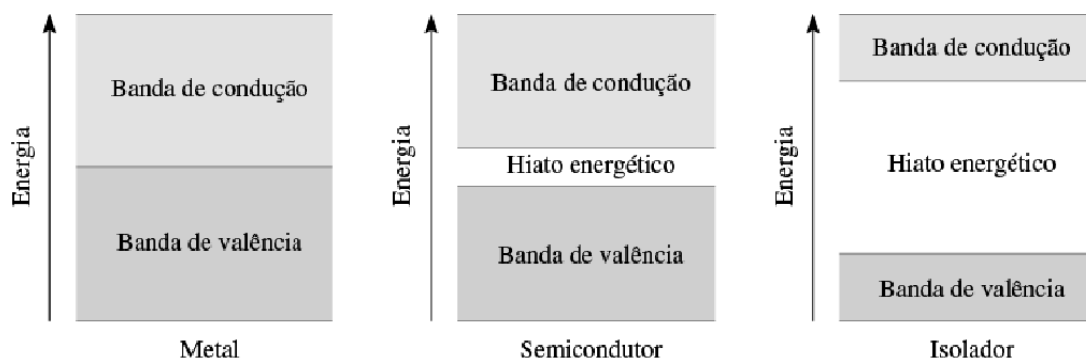 Energia
Banda de condução
Banda de valência
Metal
Energia
Banda de condução
Hiato energético
Banda de valência
Semicondutor
Energia
Banda de condução
Hiato energético
Banda de valência
Isolador